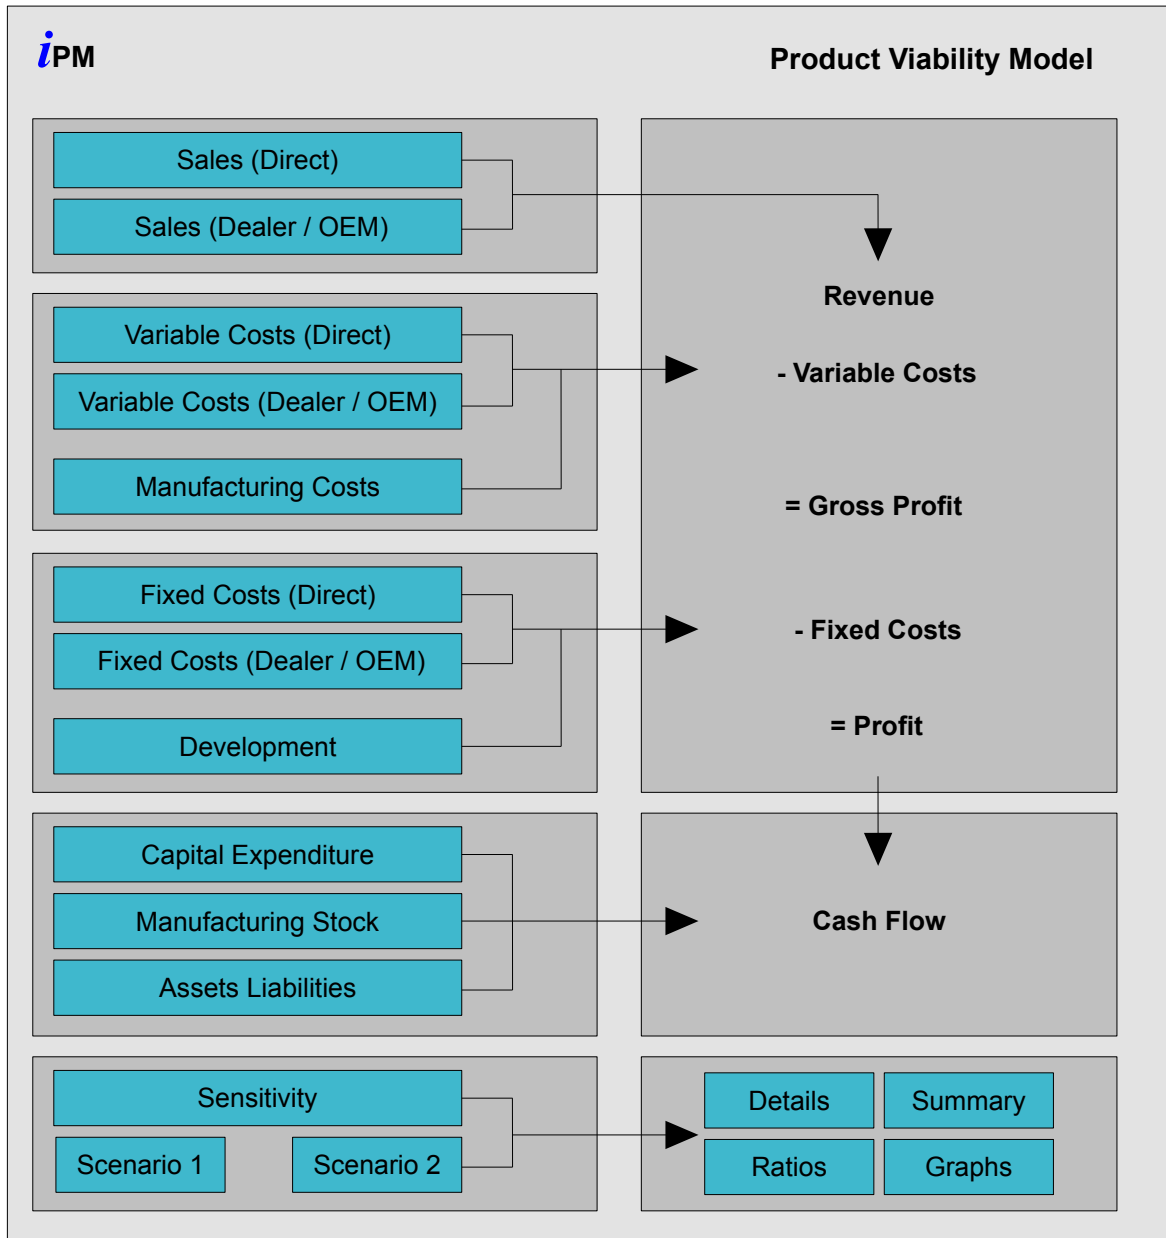 iPM
Product Viability Model
Sales (Direct)
Sales (Dealer / OEM)
Revenue
Variable Costs (Direct)
Variable Costs (Dealer / OEM)
Manufacturing Costs
- Variable Costs
= Gross Profit
Fixed Costs (Direct)
Fixed Costs (Dealer / OEM)
Development
- Fixed Costs
= Profit
Capital Expenditure
Manufacturing Stock
Assets Liabilities
Cash Flow
Sensitivity
Scenario 1
Scenario 2
Details
Summary
Ratios
Graphs